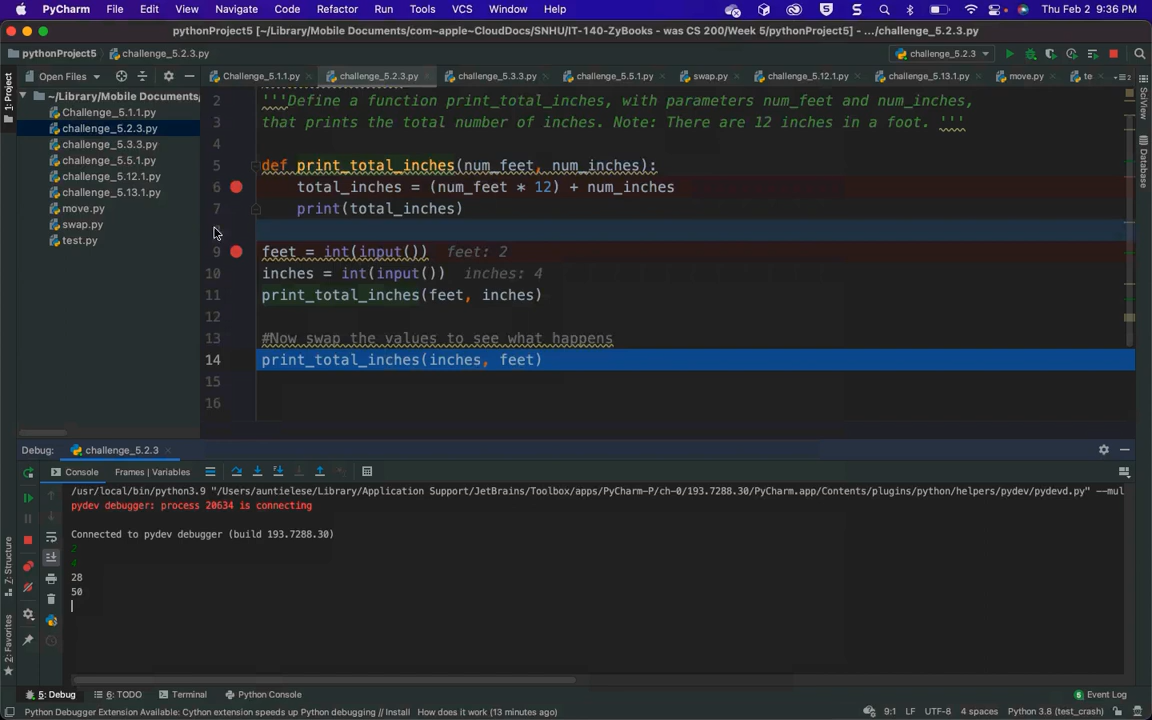 PyCharm File Edit View Navigate Code Refactor Run Tools VCS Window Help Thu Feb 2 9:36 PM
pythonProject5 [~/Library/Mobile Documents/com~apple~CloudDocs/SNHU/IT-140-ZyBooks - was CS 200/Week 5/pythonProject5] - .../challenge_5.2.3.py
pythonProject5 challenge_5.2.3.py challenge_5.2.3
Open Files Challenge_5.1.1.py challenge_5.2.3.py challenge_5.3.3.py challenge_5.5.1.py swap.py challenge_5.12.1.py challenge_5.13.1.py move.py te
1: Project
~/Library/Mobile Documents/
Challenge_5.1.1.py
challenge_5.2.3.py
challenge_5.3.3.py
challenge_5.5.1.py
challenge_5.12.1.py
challenge_5.13.1.py
move.py
swap.py
test.py
2 '''Define a function print_total_inches, with parameters num_feet and num_inches,
3 that prints the total number of inches. Note: There are 12 inches in a foot. '''
4
5 def print_total_inches(num_feet, num_inches):
6 total_inches = (num_feet * 12) + num_inches
7 print(total_inches)
9 feet = int(input()) feet: 2
10 inches = int(input()) inches: 4
11 print_total_inches(feet, inches)
12
13 #Now swap the values to see what happens
14 print_total_inches(inches, feet)
15
16
SciView
Database
Debug: challenge_5.2.3
Console Frames | Variables
/usr/local/bin/python3.9 "/Users/auntielese/Library/Application Support/JetBrains/Toolbox/apps/PyCharm-P/ch-0/193.7288.30/PyCharm.app/Contents/plugins/python/helpers/pydev/pydevd.py" --mul
pydev debugger: process 20634 is connecting
Connected to pydev debugger (build 193.7288.30)
2
4
28
50
7: Structure
2: Favorites
5: Debug 6: TODO Terminal Python Console Event Log
Python Debugger Extension Available: Cython extension speeds up Python debugging // Install How does it work (13 minutes ago) 9:1 LF UTF-8 4 spaces Python 3.8 (test_crash)